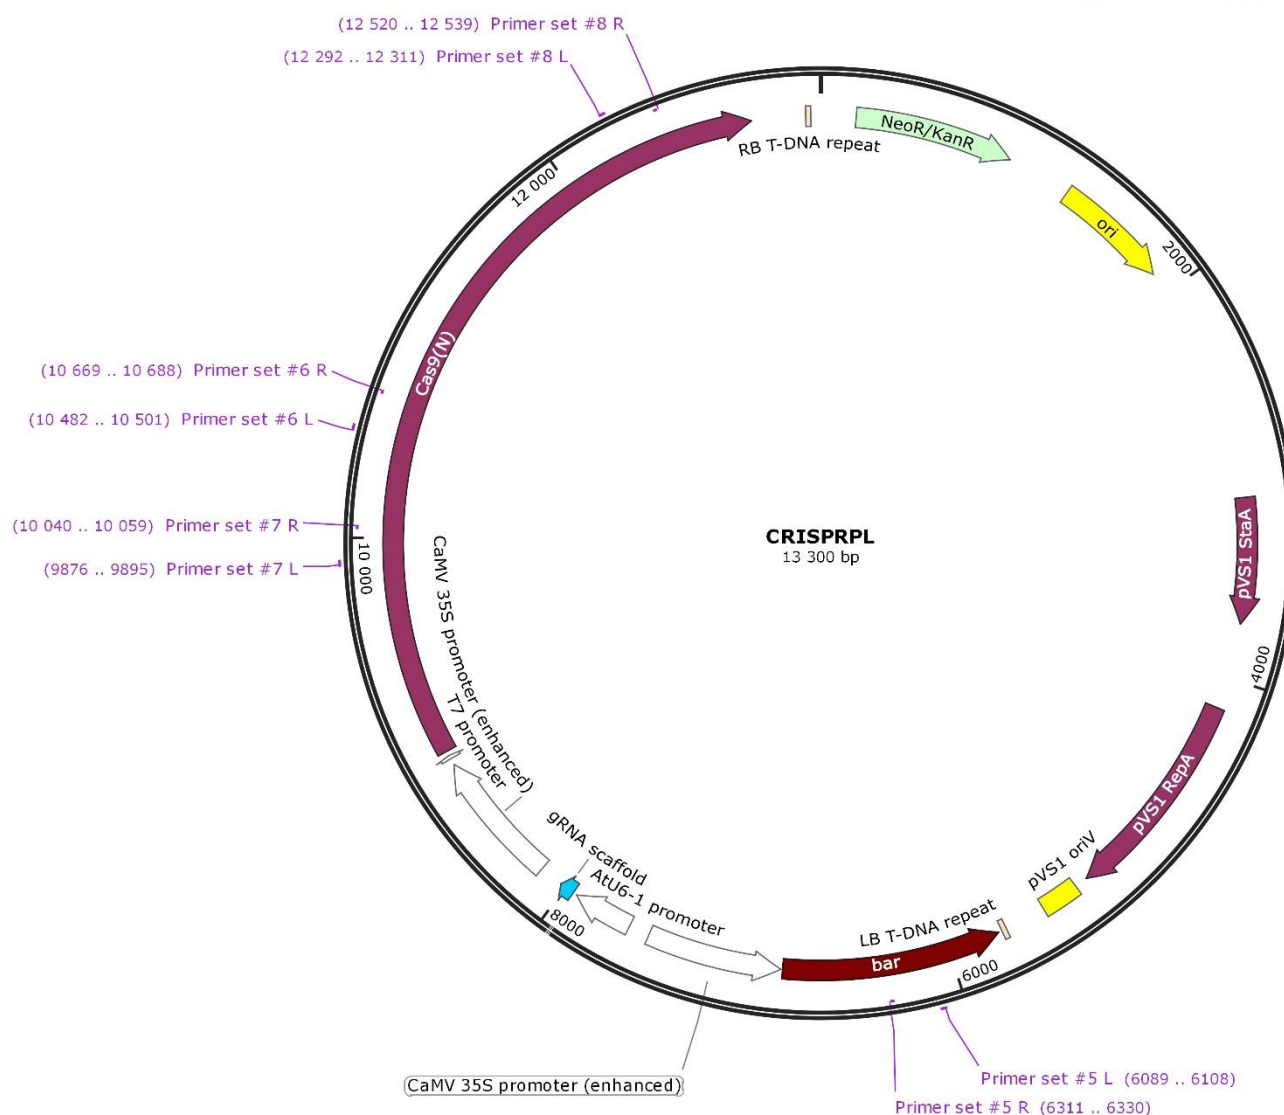 (12 520 .. 12 539) Primer set #8 R
(12 292 .. 12 311) Primer set #8 L
NeoR/KanR
RB T-DNA repeat
12 000
ori
2000
Cas9(N)
(10 669 .. 10 688) Primer set #6 R
(10 482 .. 10 501) Primer set #6 L
(10 040 .. 10 059) Primer set #7 R
(9876 .. 9895) Primer set #7 L
10 000
CRISPRPL
13 300 bp
pVS1 StaA
4000
CaMV 35S promoter (enhanced)
T7 promoter
pVS1 RepA
gRNA scaffold
pVS1 oriV
AtU6-1 promoter
8000
LB T-DNA repeat
bar
6000
CaMV 35S promoter (enhanced)
Primer set #5 L (6089 .. 6108)
Primer set #5 R (6311 .. 6330)